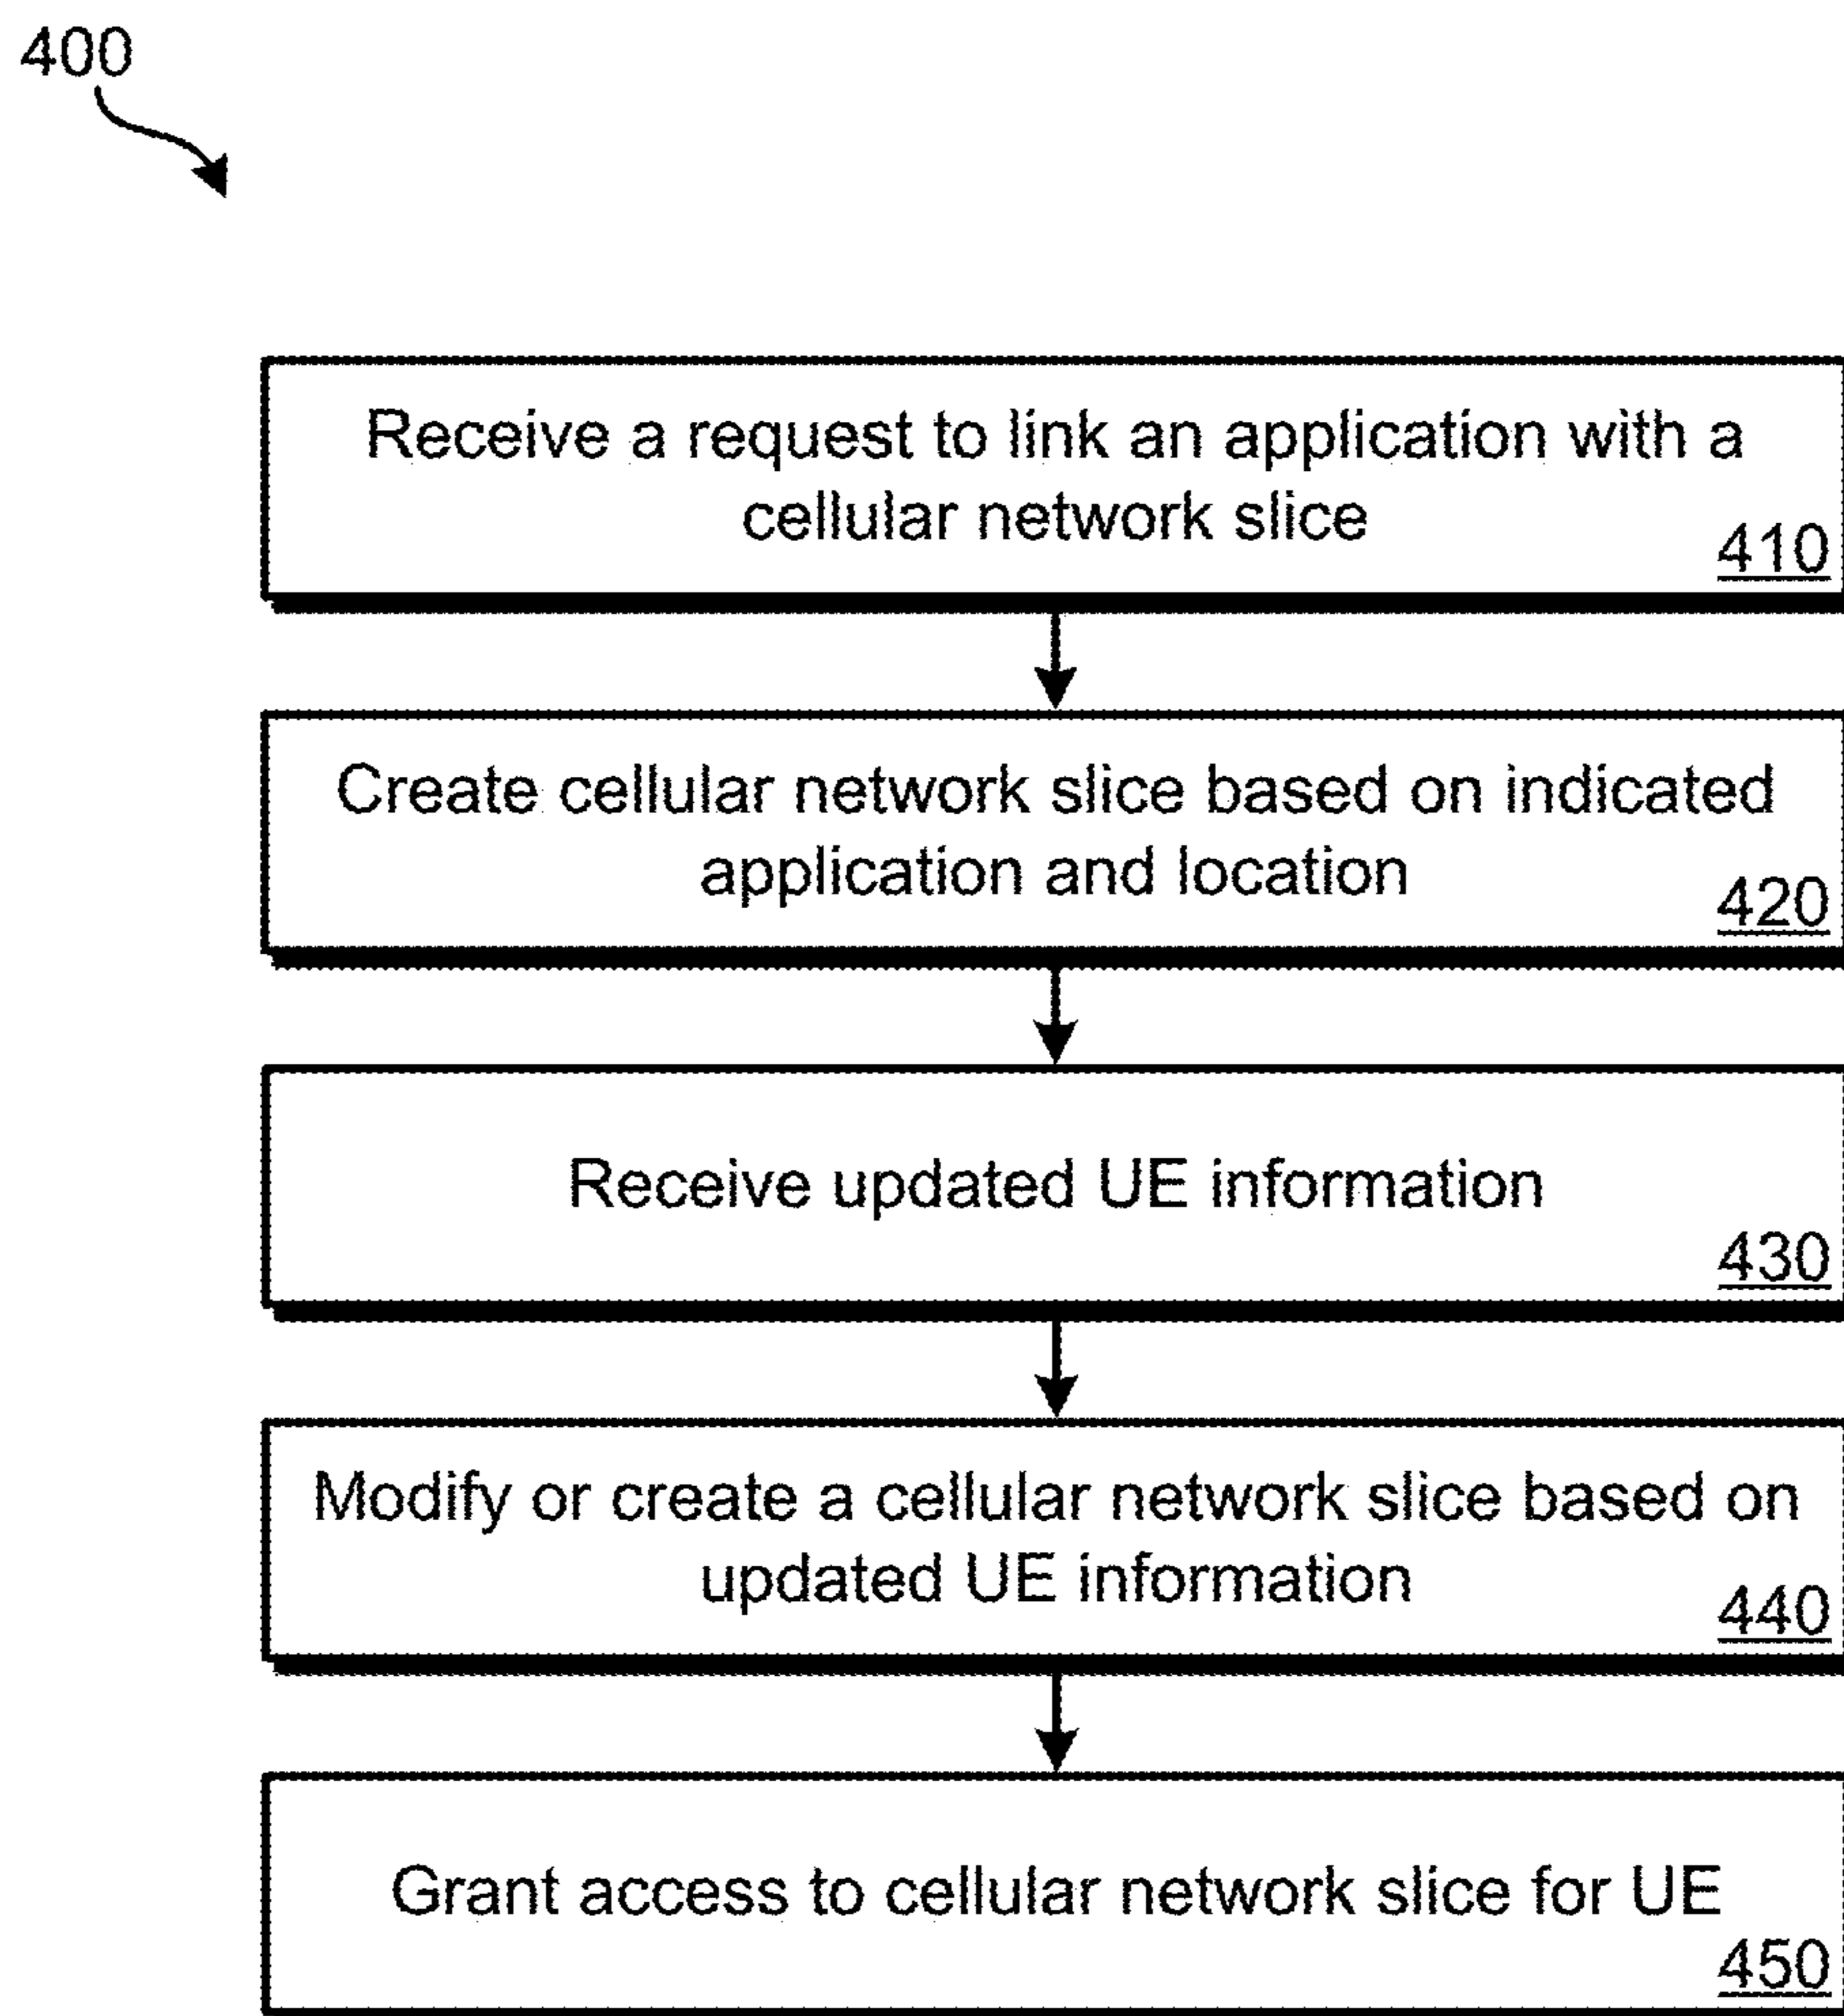 400
Receive a request to link an application with a
cellular network slice
410
Create cellular network slice based on indicated
application and location
420
Receive updated UE information
430
Modify or create a cellular network slice based on
updated UE information
440
Grant access to cellular network slice for UE
450